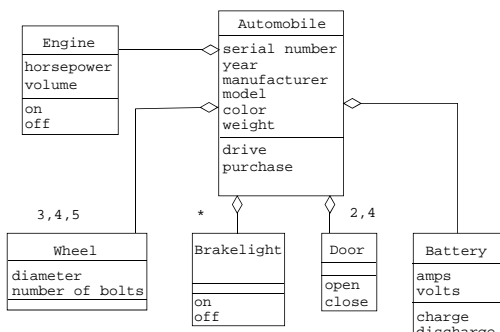 Automobile
serial number
year
manufacturer
model
color
weight
drive
purchase
Engine
horsepower
volume
on
off
3,4,5
*
2,4
Wheel
diameter
number of bolts
Brakelight
on
off
Door
open
close
Battery
amps
volts
charge
discharge